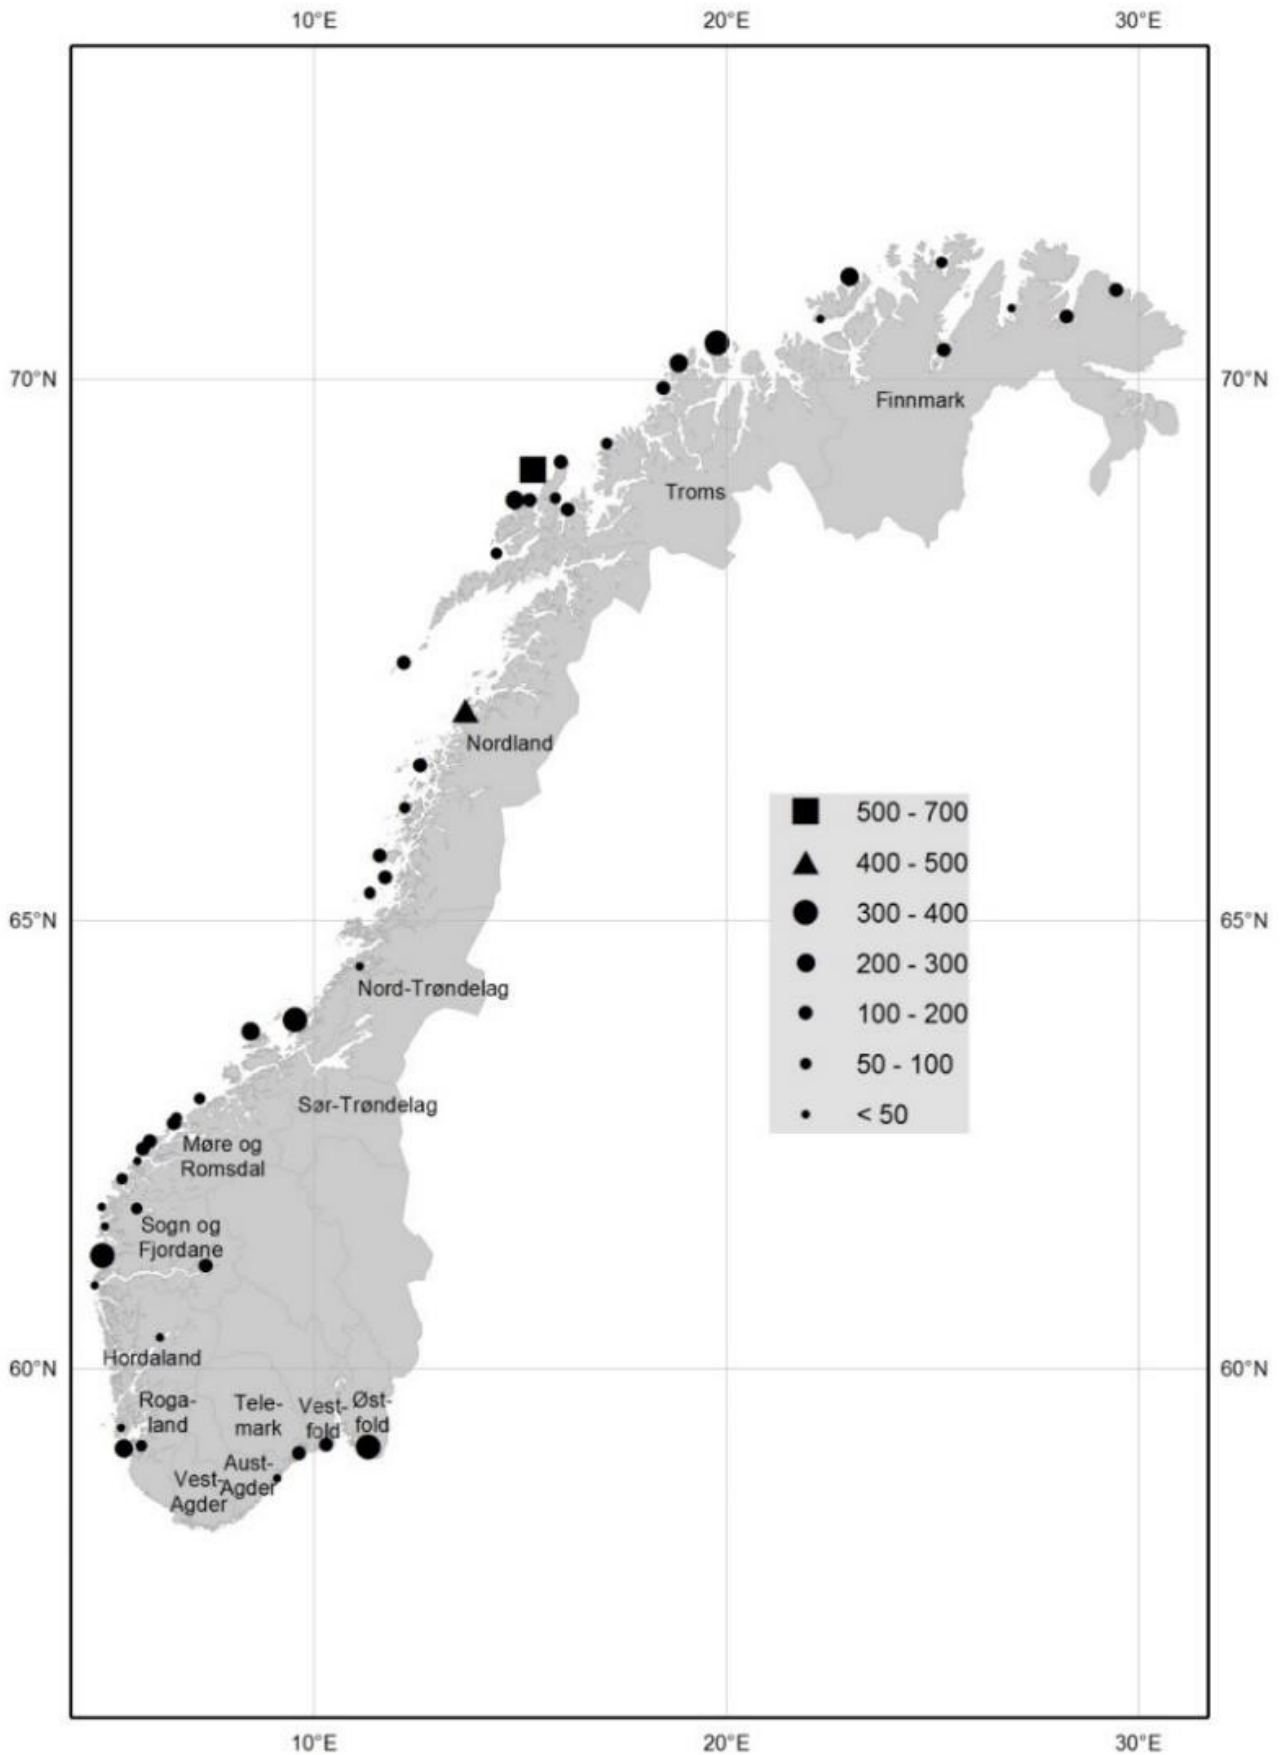 10°E 20°E 30°E
70°N 70°N
Finnmark
Troms
Nordland
500 - 700
400 - 500
300 - 400
200 - 300
100 - 200
50 - 100
< 50
65°N 65°N
Nord-Trøndelag
Sør-Trøndelag
Møre og
Romsdal
Sogn og
Fjordane
60°N 60°N
Hordaland
Roga-
land
Tele-
mark
Vest-
fold
Øst-
fold
Aust-
Agder
Vest-
Agder
10°E 20°E 30°E